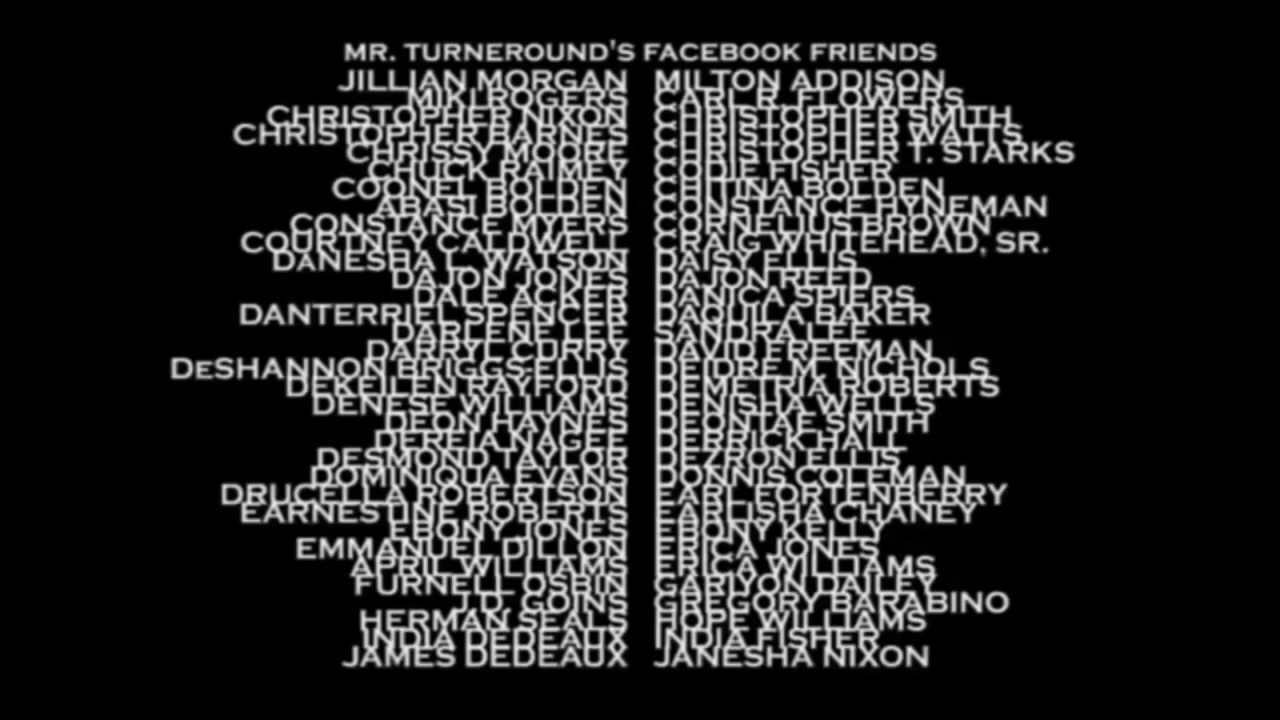 MR. TURNEROUND'S FACEBOOK FRIENDS
JILLIAN MORGAN MILTON ADDISON
MIKI ROGERS CARL R. FLOWERS
CHRISTOPHER NIXON CHRISTOPHER SMITH
CHRISTOPHER BARNES CHRISTOPHER WATTS
CHRISSY MOORE CHRISTOPHER T. STARKS
CHUCK RAIMEY CODIE FISHER
COONEL BOLDEN CHITINA BOLDEN
ABASI BOLDEN CONSTANCE HYNEMAN
CONSTANCE MYERS CORNELIUS BROWN
COURTNEY CALDWELL CRAIG WHITEHEAD, SR.
DANESHA L. WATSON DAISY ELLIS
DAJON JONES DAJON REED
DALE ACKER DANICA SPIERS
DANTERRIEL SPENCER DAQUILA BAKER
DARLENE LEE SANDRA LEE
DARRYL CURRY DAVID FREEMAN
DeSHANNON BRIGGS-ELLIS DEIDRE M. NICHOLS
DEKEILEN RAYFORD DEMETRIA ROBERTS
DENESE WILLIAMS DENISHA WELLS
DEON HAYNES DEONTAE SMITH
DEREIA NAGEE DERRICK HALL
DESMOND TAYLOR DEZRON ELLIS
DOMINIQUA EVANS DONNIS COLEMAN
DRUCELLA ROBERTSON EARL FORTENBERRY
EARNESTINE ROBERTS EARLISHA CHANEY
EBONY JONES EBONY KELLY
EMMANUEL DILLON ERICA JONES
APRIL WILLIAMS ERICA WILLIAMS
FURNELL OSBIN GARIYON DAILEY
J.D. GOINS GREGORY BARABINO
HERMAN SEALS HOPE WILLIAMS
INDIA DEDEAUX INDIA FISHER
JAMES DEDEAUX JANESHA NIXON